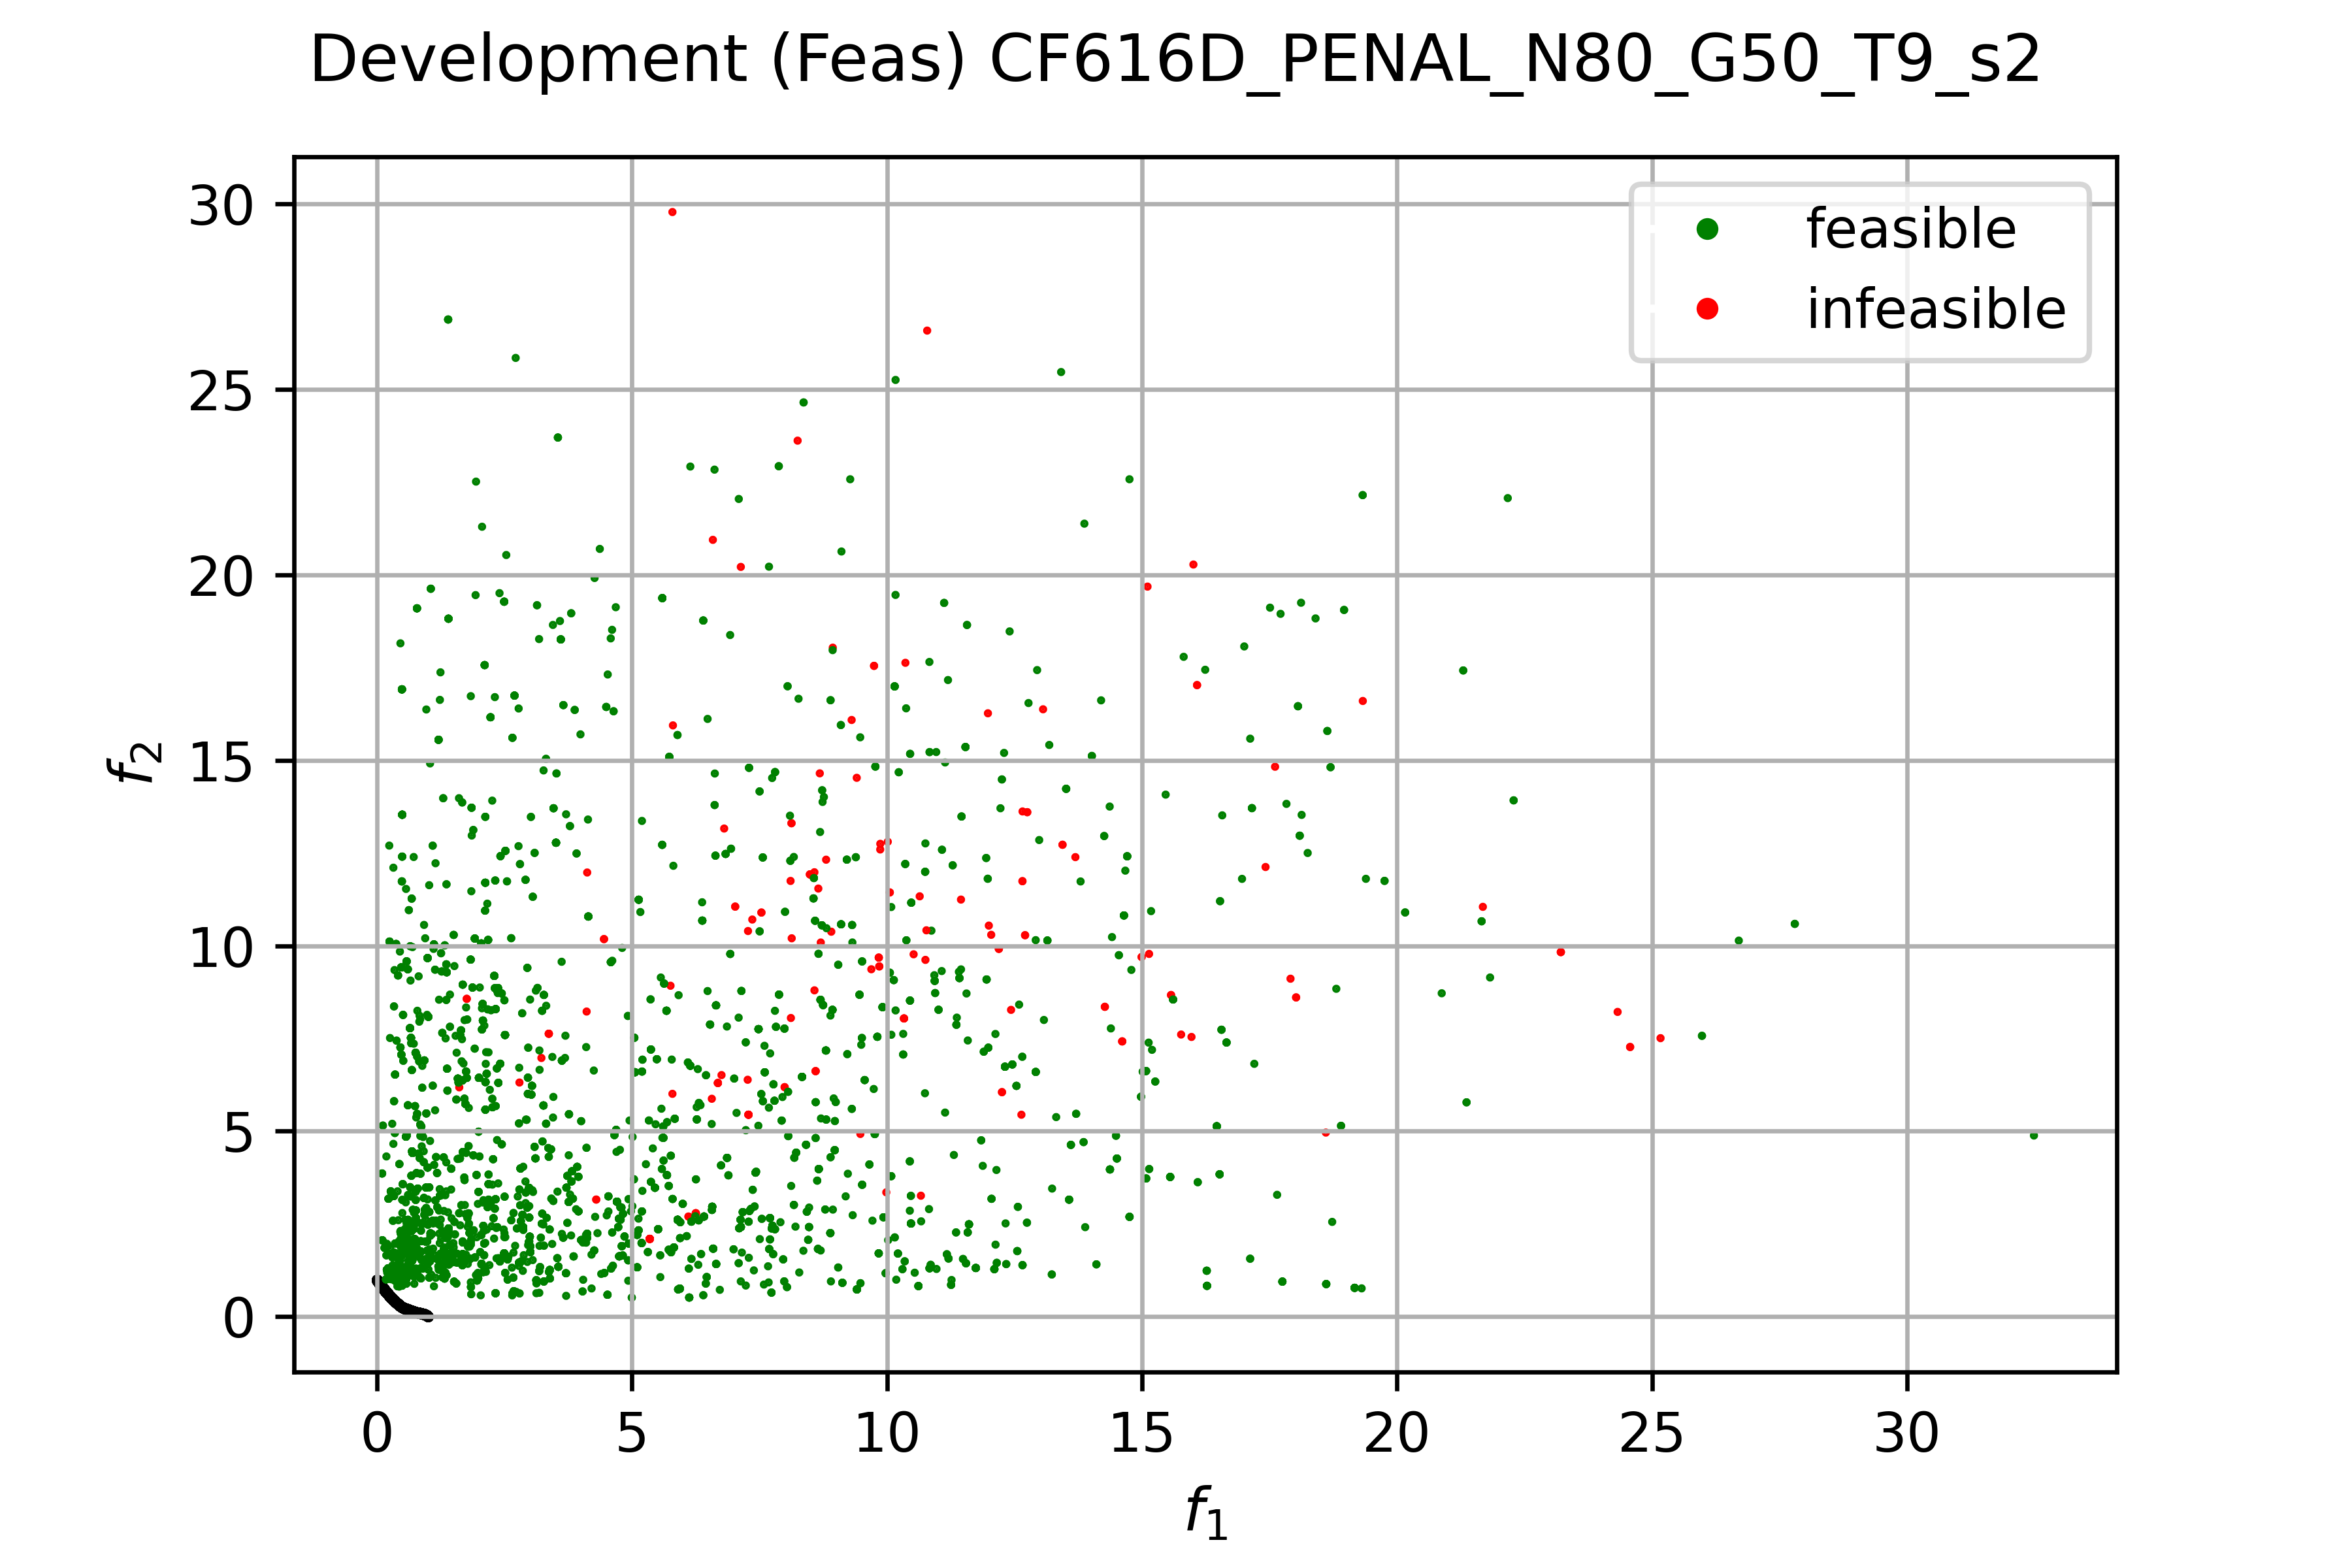 Development (Feas) CF616D_PENAL_N80_G50_T9_s2
feasible
infeasible
30
25
20
15
10
5
0
f₂
0 5 10 15 20 25 30
f₁